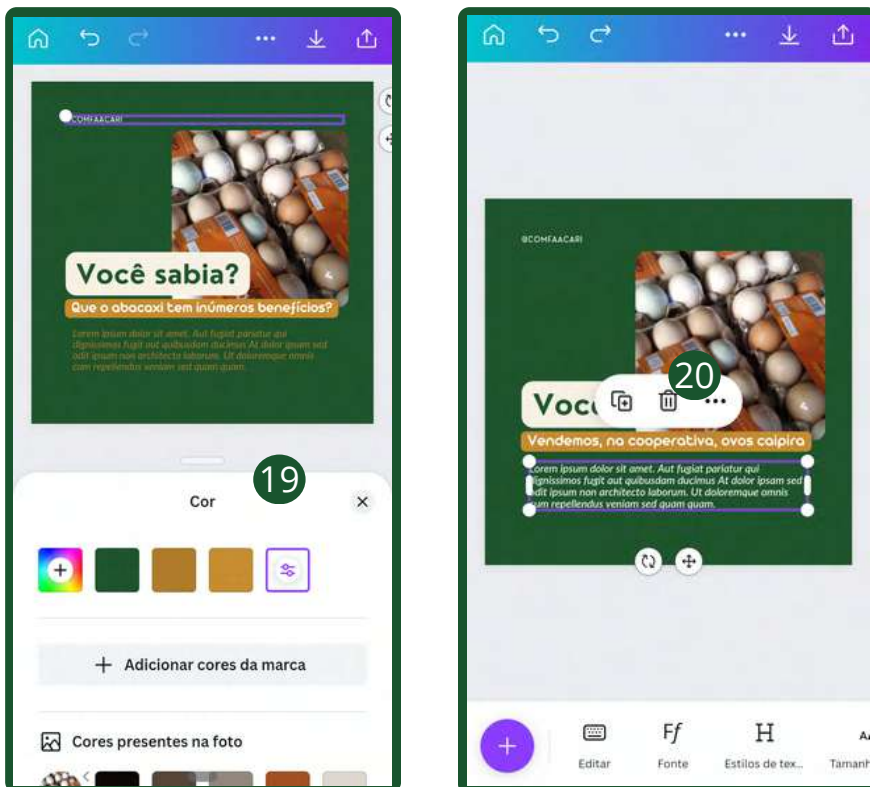 @COMFAACARI
Você sabia?
Que o abacaxi tem inúmeros benefícios?
Lorem ipsum dolor sit amet. Aut fugiat pariatur qui
dignissimos fugit aut quibusdam ducimus At dolor ipsam sed
odit ipsum non architecto laborum. Ut doloremque omnis
cum repellendus veniam sed quam quam.
19
Cor
Adicionar cores da marca
Cores presentes na foto
@COMFAACARI
20
Você
Vendemos, na cooperativa, ovos caipira
Lorem ipsum dolor sit amet. Aut fugiat pariatur qui
dignissimos fugit aut quibusdam ducimus At dolor ipsam sed
odit ipsum non architecto laborum. Ut doloremque omnis
cum repellendus veniam sed quam quam.
Ff
H
Editar
Fonte
Estilos de tex...
Tamanh